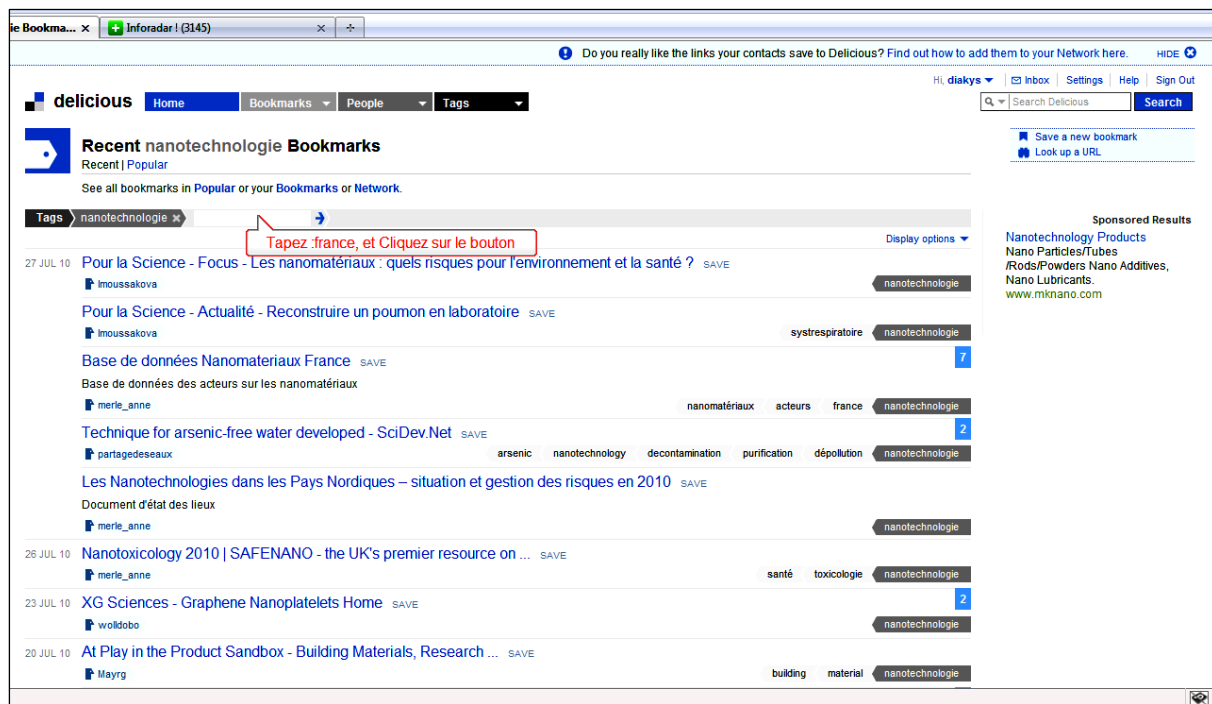 ie Bookma... × Inforadar ! (3145) ×
Do you really like the links your contacts save to Delicious? Find out how to add them to your Network here. HIDE
Hi, diakys Inbox Settings Help Sign Out
delicious Home Bookmarks People Tags Search Delicious Search
Recent nanotechnologie Bookmarks
Recent | Popular
See all bookmarks in Popular or your Bookmarks or Network.
Save a new bookmark
Look up a URL
Tags nanotechnologie ×
Tapez :france, et Cliquez sur le bouton
Display options
Sponsored Results
Nanotechnology Products
Nano Particles/Tubes
/Rods/Powders Nano Additives,
Nano Lubricants.
www.mknano.com
27 JUL 10 Pour la Science - Focus - Les nanomatériaux : quels risques pour l'environnement et la santé ? SAVE
lmoussakova nanotechnologie
Pour la Science - Actualité - Reconstruire un poumon en laboratoire SAVE
lmoussakova systrespiratoire nanotechnologie
Base de données Nanomateriaux France SAVE 7
Base de données des acteurs sur les nanomatériaux
merle_anne nanomatériaux acteurs france nanotechnologie
Technique for arsenic-free water developed - SciDev.Net SAVE 2
partagedeseaux arsenic nanotechnology decontamination purification dépollution nanotechnologie
Les Nanotechnologies dans les Pays Nordiques – situation et gestion des risques en 2010 SAVE
Document d'état des lieux
merle_anne nanotechnologie
26 JUL 10 Nanotoxicology 2010 | SAFENANO - the UK's premier resource on ... SAVE
merle_anne santé toxicologie nanotechnologie
23 JUL 10 XG Sciences - Graphene Nanoplatelets Home SAVE 2
wolldobo nanotechnologie
20 JUL 10 At Play in the Product Sandbox - Building Materials, Research ... SAVE
Mayrg building material nanotechnologie